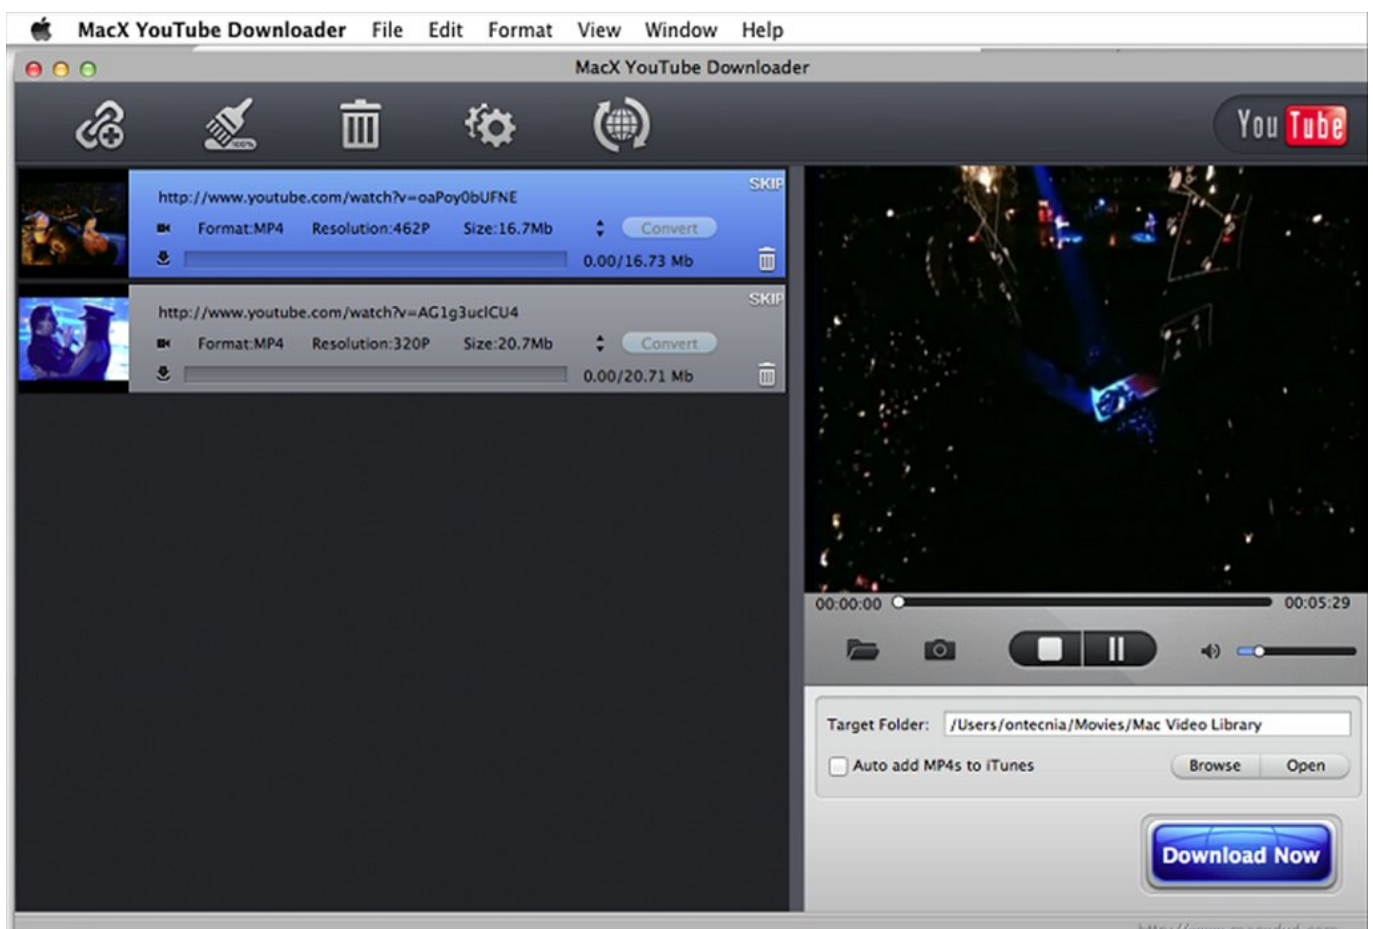 MacX YouTube Downloader File Edit Format View Window Help
MacX YouTube Downloader
100%
You Tube
http://www.youtube.com/watch?v=oaPoy0bUFNE
SKIP
Format:MP4 Resolution:462P Size:16.7Mb Convert
0.00/16.73 Mb
http://www.youtube.com/watch?v=AG1g3uclCU4
SKIP
Format:MP4 Resolution:320P Size:20.7Mb Convert
0.00/20.71 Mb
00:00:00 00:05:29
Target Folder: /Users/ontecnia/Movies/Mac Video Library
Auto add MP4s to iTunes Browse Open
Download Now